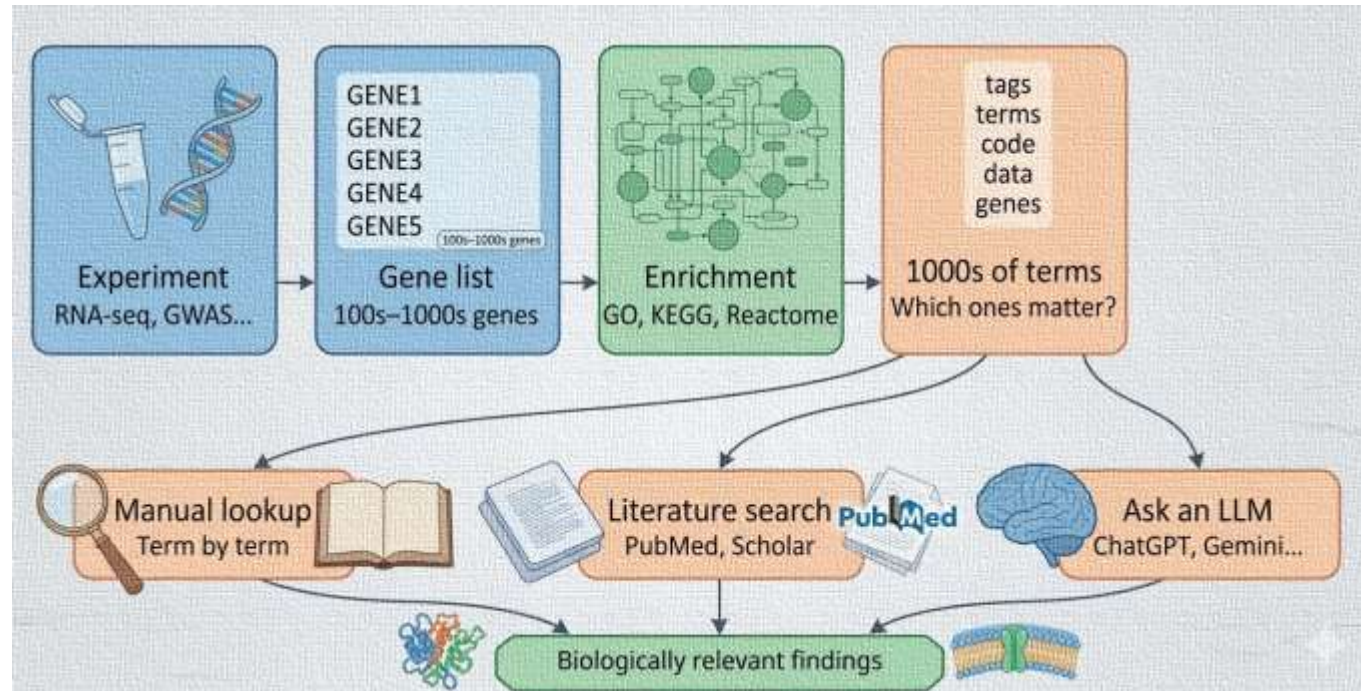 GENE1
GENE2
GENE3
GENE4
GENE5
100s–1000s genes
Experiment
RNA-seq, GWAS...
Gene list
100s–1000s genes
Enrichment
GO, KEGG, Reactome
tags
terms
code
data
genes
1000s of terms
Which ones matter?
Manual lookup
Term by term
Literature search
PubMed, Scholar
PubMed
Ask an LLM
ChatGPT, Gemini...
Biologically relevant findings